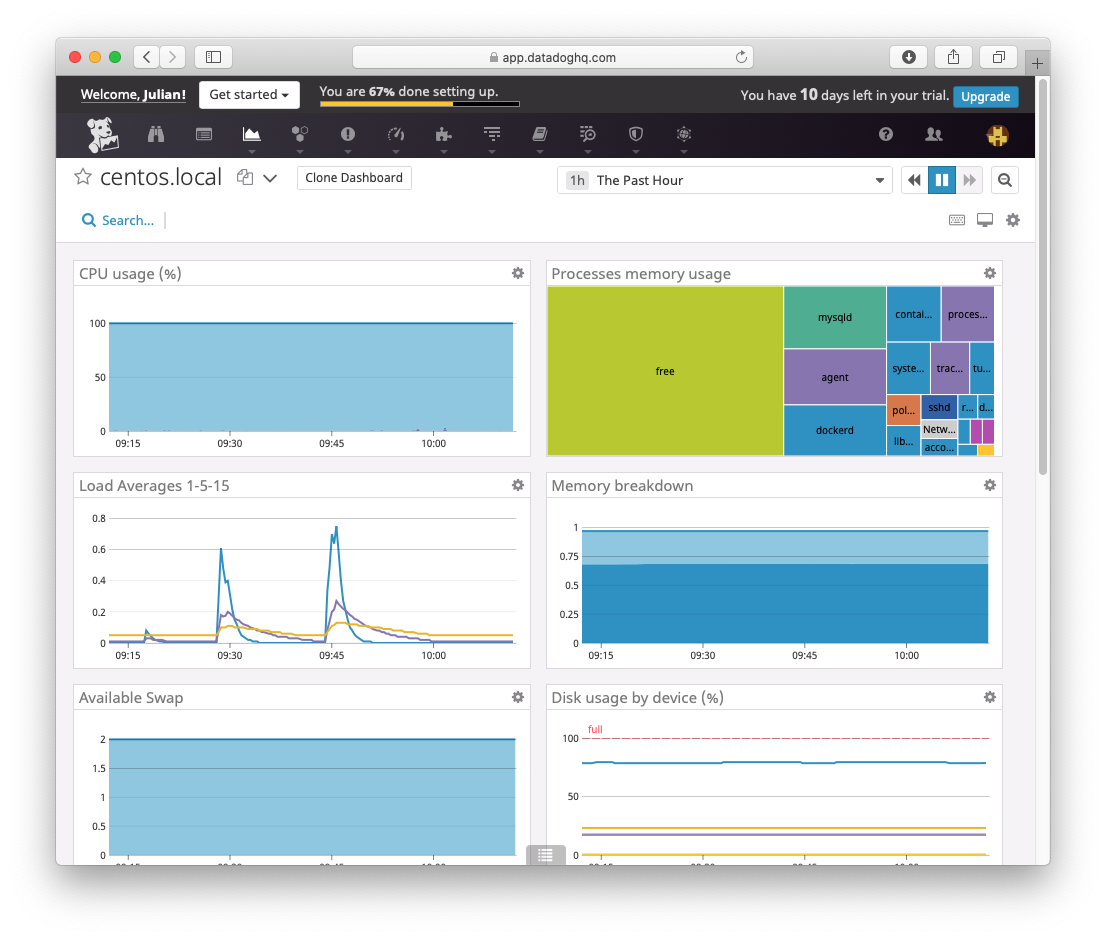 app.datadoghq.com
Welcome, Julian!
Get started
You are 67% done setting up.
You have 10 days left in your trial.
Upgrade
centos.local
Clone Dashboard
1h The Past Hour
Search...
CPU usage (%)
100
50
0
09:15 09:30 09:45 10:00
Processes memory usage
free
mysqld
agent
dockerd
contai...
proces...
syste...
trac...
tu...
pol...
sshd
r...
d...
lib...
Netw...
acco...
Load Averages 1-5-15
0.8
0.6
0.4
0.2
0
09:15 09:30 09:45 10:00
Memory breakdown
1
0.75
0.5
0.25
0
09:15 09:30 09:45 10:00
Available Swap
2
1.5
1
0.5
0
Disk usage by device (%)
full
100
50
0